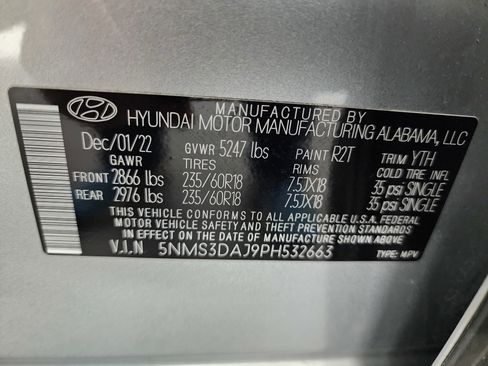 MANUFACTURED BY
HYUNDAI MOTOR MANUFACTURING ALABAMA, LLC
Dec/01/22 GVWR 5247 lbs PAINT R2T TRIM YTH
GAWR TIRES RIMS COLD TIRE INFL
FRONT 2866 lbs 235/60R18 7.5JX18 35 psi SINGLE
REAR 2976 lbs 235/60R18 7.5JX18 35 psi SINGLE
THIS VEHICLE CONFORMS TO ALL APPLICABLE U.S.A. FEDERAL
MOTOR VEHICLE SAFETY AND THEFT PREVENTION STANDARDS
IN EFFECT ON THE DATE OF MANUFACTURE SHOWN ABOVE
V.I.N 5NMS3DAJ9PH532663 TYPE: MPV